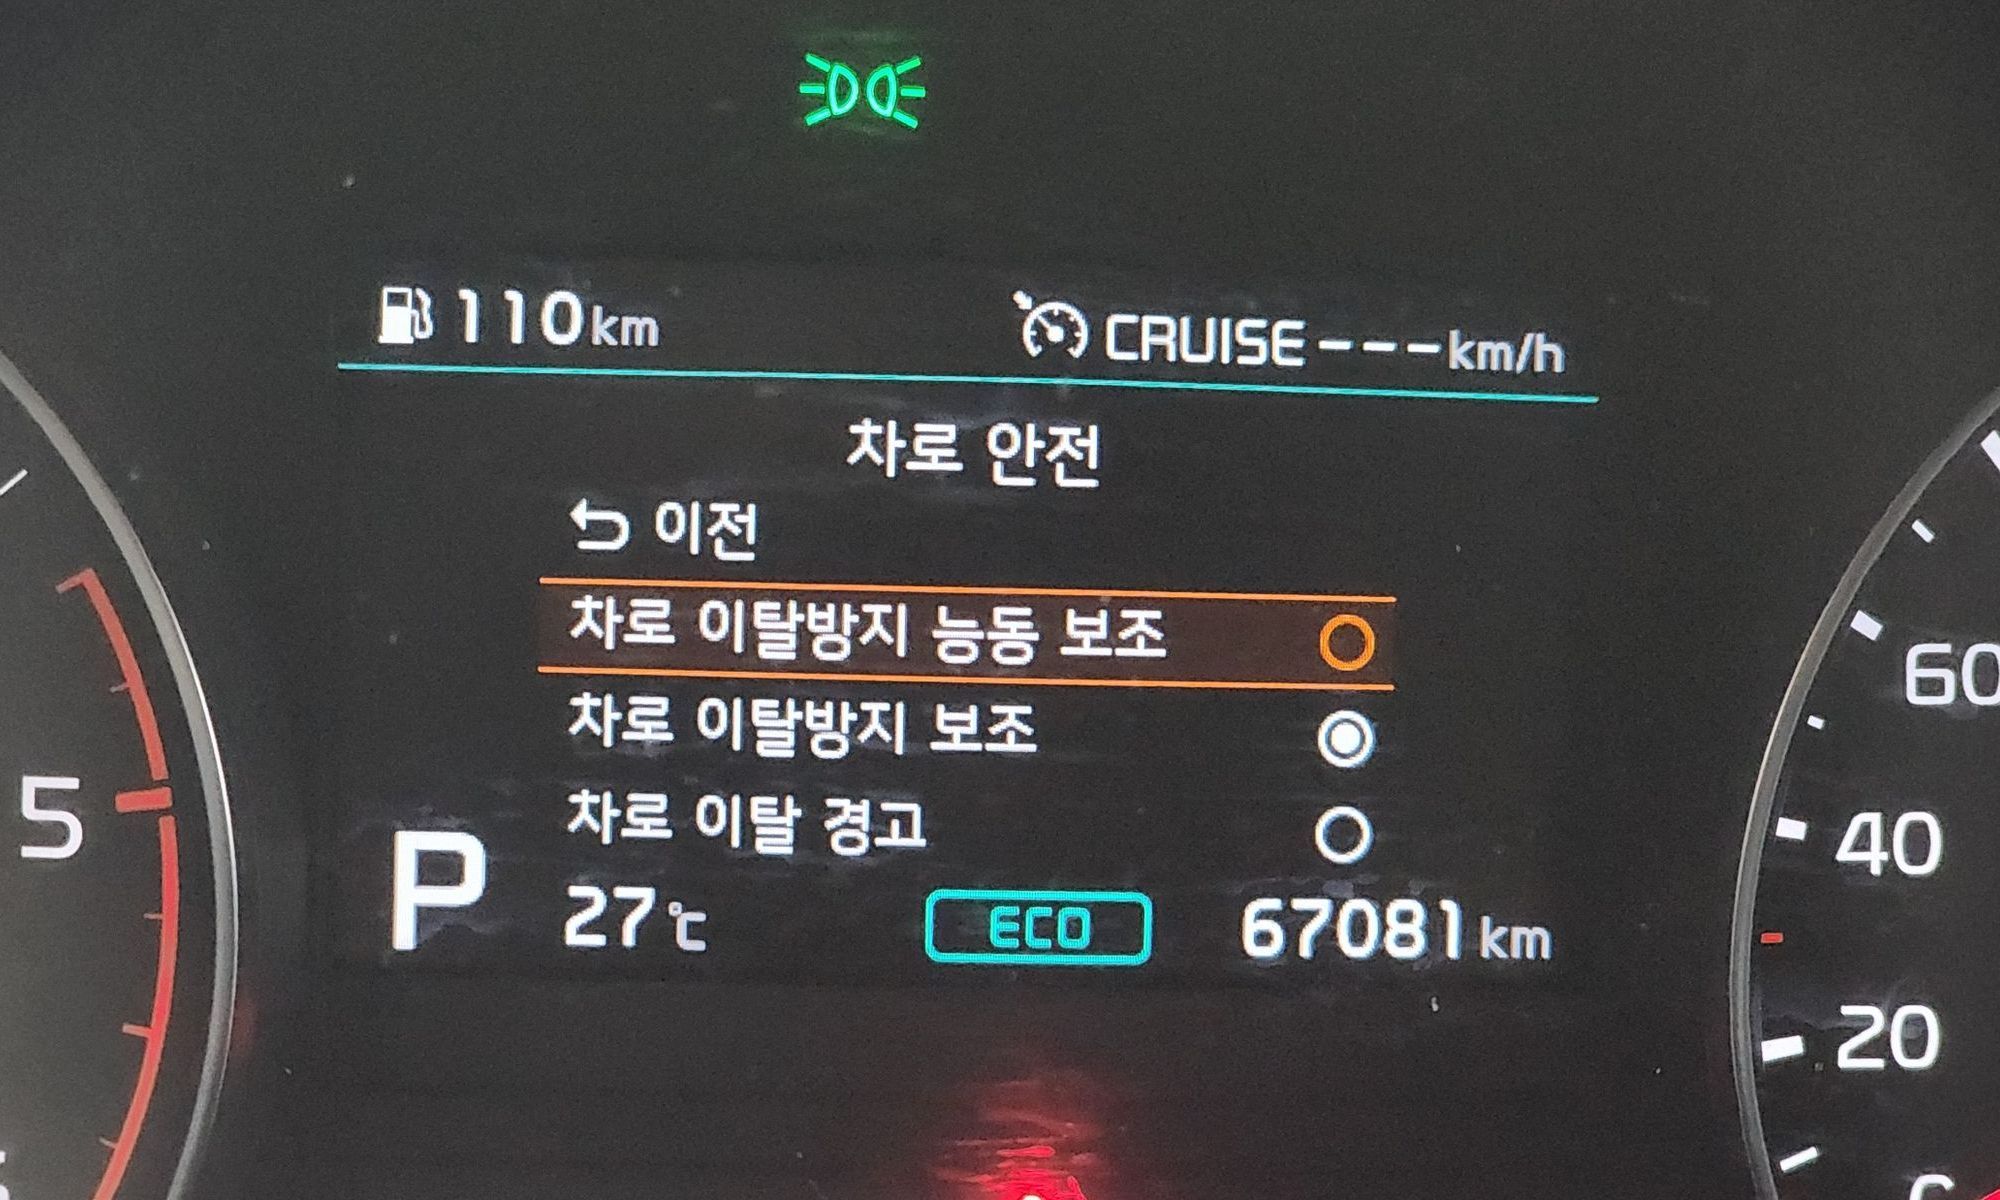 110km
CRUISE---km/h
차로 안전
이전
차로 이탈방지 능동 보조
차로 이탈방지 보조
차로 이탈 경고
P
27℃
ECO
67081km
5
60
40
20